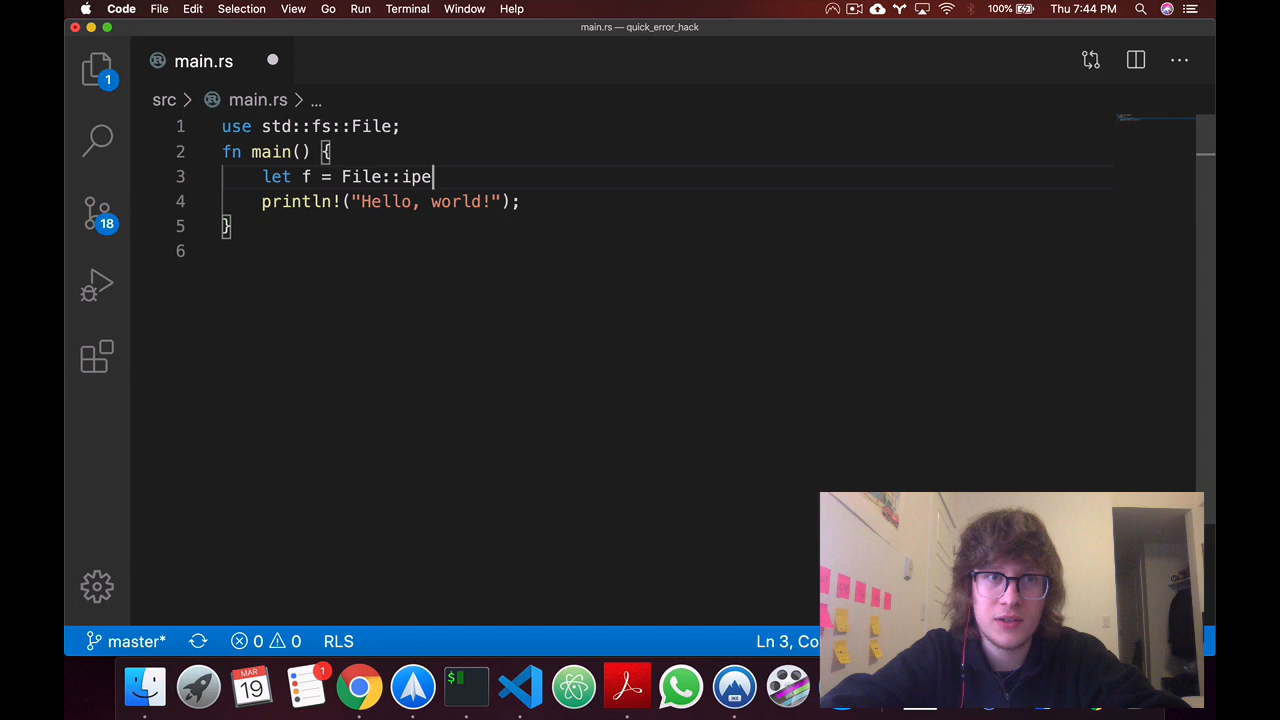 Code File Edit Selection View Go Run Terminal Window Help 100% Thu 7:44 PM
main.rs — quick_error_hack
1
main.rs
src > main.rs > ...
1 use std::fs::File;
2 fn main() {
3 let f = File::ipe
4 println!("Hello, world!");
5 }
6
18
master* 0 0 RLS Ln 3, Co
MAR
19
1
$